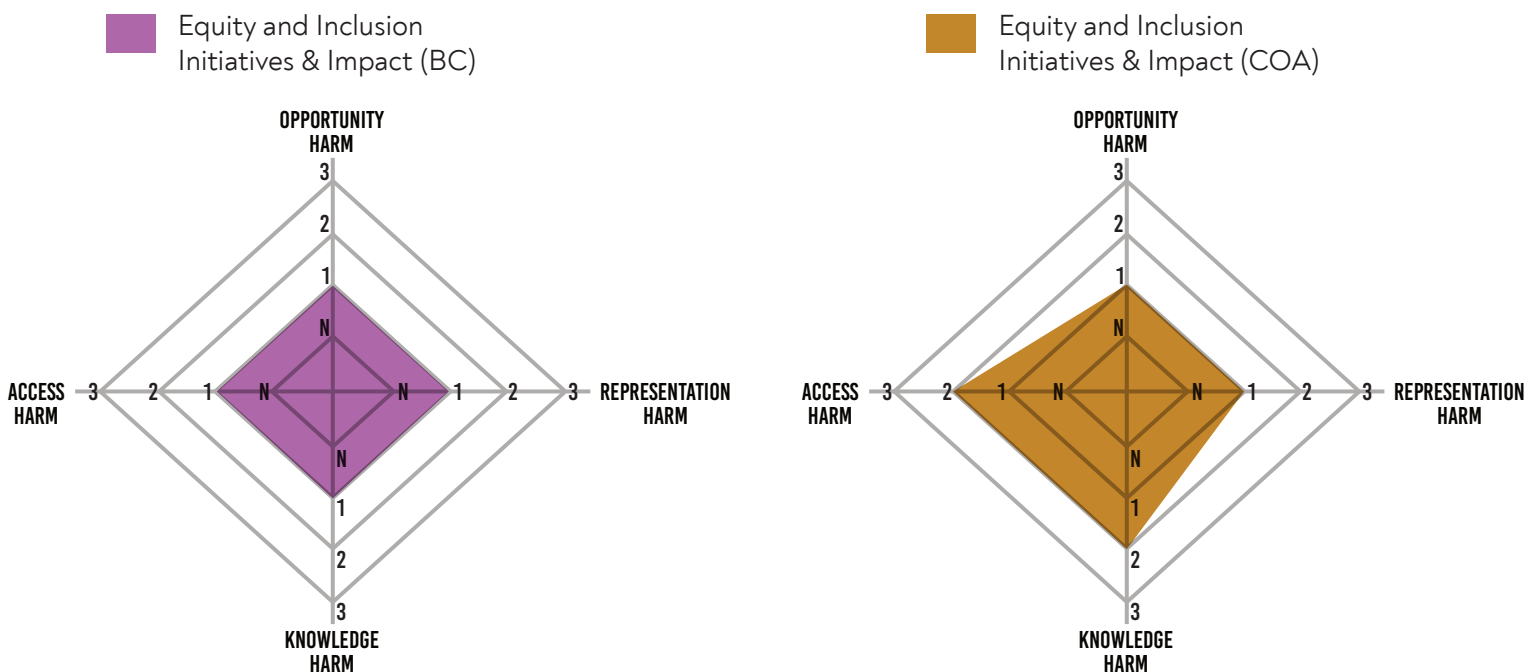 Equity and Inclusion
Initiatives & Impact (BC)
OPPORTUNITY
HARM
3
2
1
N
ACCESS
HARM
3
2
1
N
N
1
2
3
REPRESENTATION
HARM
N
1
2
3
KNOWLEDGE
HARM
Equity and Inclusion
Initiatives & Impact (COA)
OPPORTUNITY
HARM
3
2
1
N
ACCESS
HARM
3
2
1
N
N
1
2
3
REPRESENTATION
HARM
N
1
2
3
KNOWLEDGE
HARM